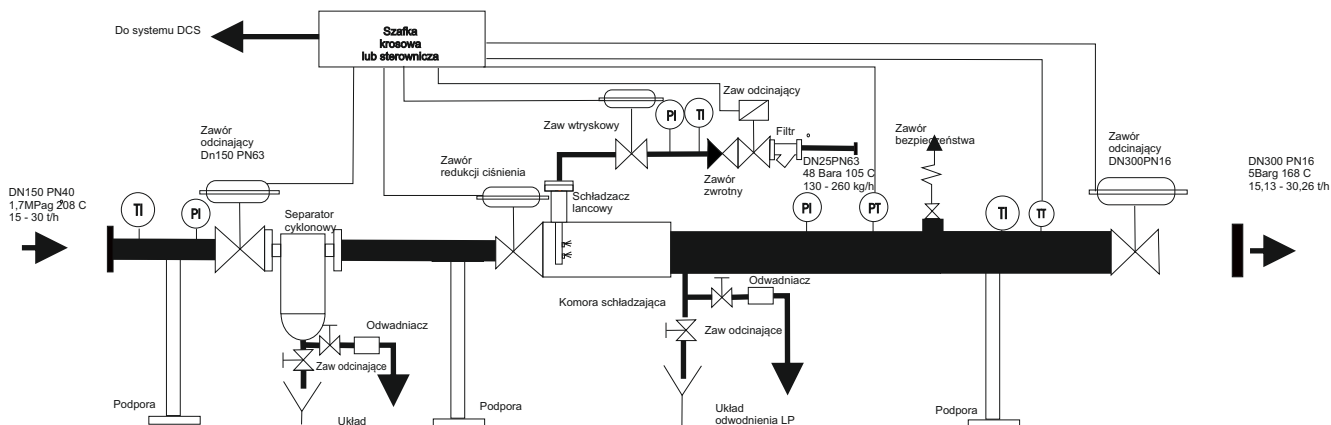 Do systemu DCS
Szafka
krosowa
lub sterownicza
Zaw odcinający
Zawór
odcinający
Dn150 PN63
Zaw wtryskowy
PI
TI
Filtr
Zawór
bezpieczeństwa
Zawór
odcinający
DN300PN16
Zawór
redukcji ciśnienia
Zawór
zwrotny
DN25PN63
48 Bara 105 C
130 - 260 kg/h
DN300 PN16
5Barg 168 C
15,13 - 30,26 t/h
DN150 PN40
1,7MPag 208 C
15 - 30 t/h
Schładzacz
lancowy
TI
PI
Separator
cyklonowy
PI
PT
TI
TT
Komora schładzająca
Odwadniacz
Zaw odcinające
Odwadniacz
Zaw odcinające
Podpora
Układ
Podpora
Układ
odwodnienia LP
Podpora